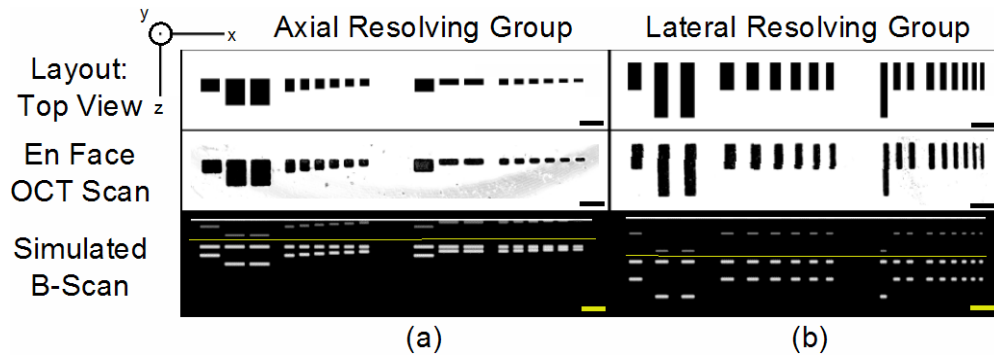 y
x
z
Axial Resolving Group
Lateral Resolving Group
Layout:
Top View
En Face
OCT Scan
Simulated
B-Scan
(a)
(b)